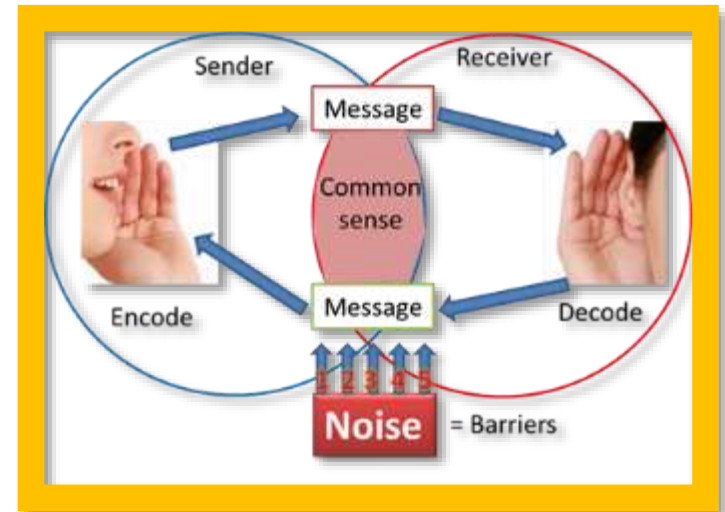 Sender
Receiver
Message
Common
sense
Message
Encode
Decode
1 2 3 4 5
Noise
= Barriers